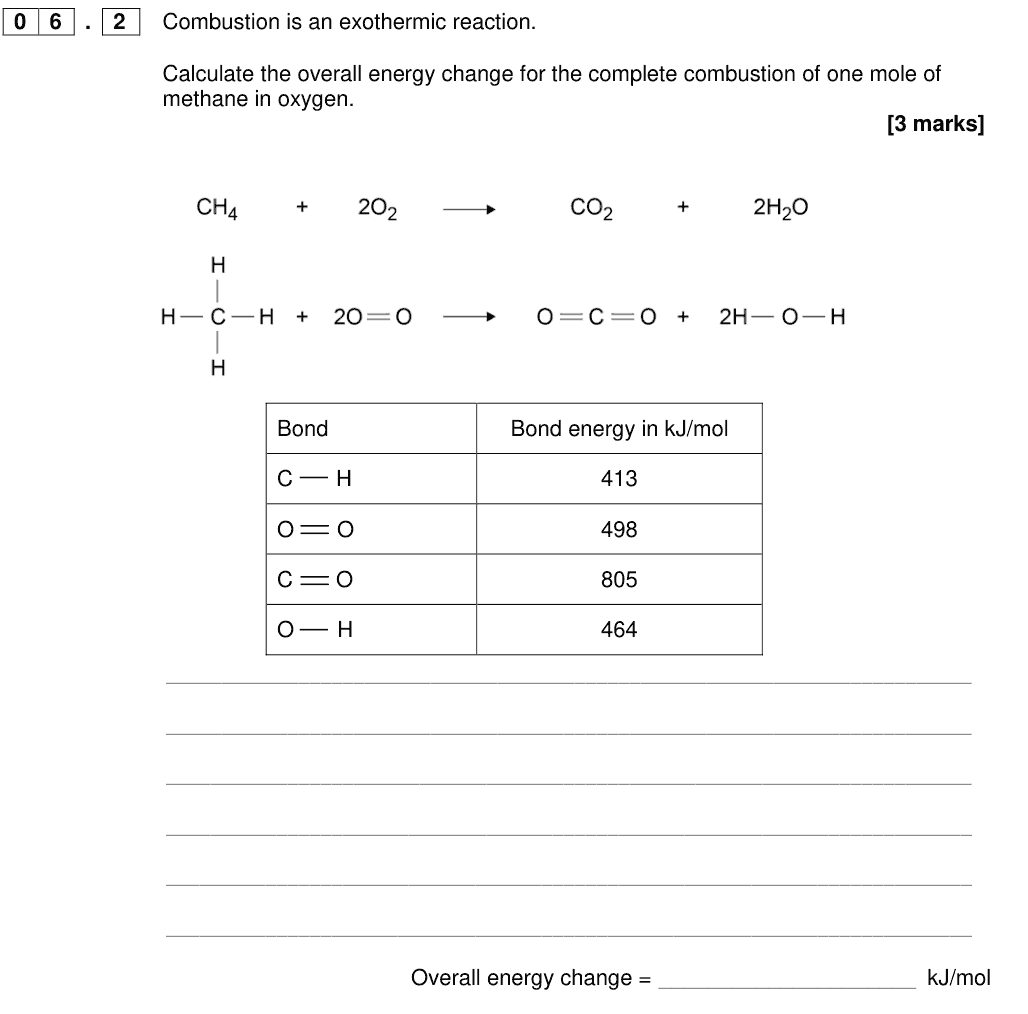 0 6 . 2 Combustion is an exothermic reaction.
Calculate the overall energy change for the complete combustion of one mole of
methane in oxygen.
[3 marks]
CH₄ + 2O₂ ⟶ CO₂ + 2H₂O
H
|
H — C — H + 2O = O ⟶ O = C = O + 2H — O — H
|
H
Bond Bond energy in kJ/mol
C — H 413
O = O 498
C = O 805
O — H 464
Overall energy change = ____________________ kJ/mol